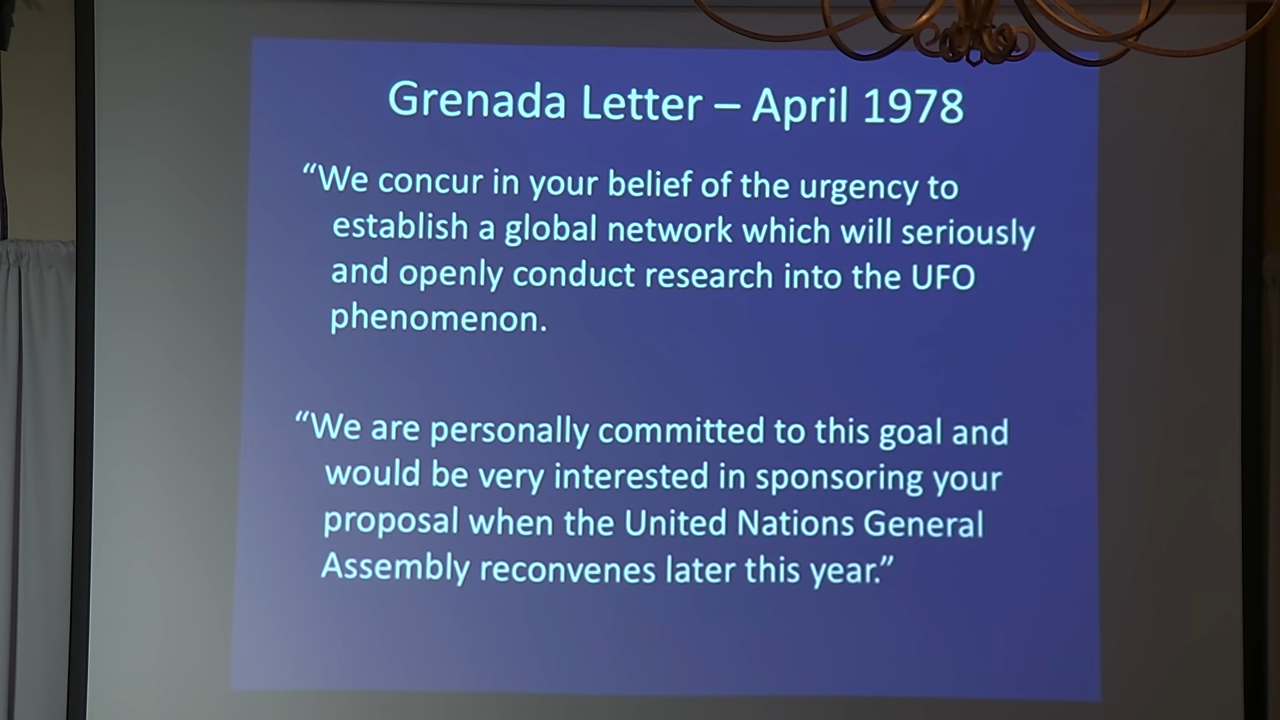 Grenada Letter – April 1978
“We concur in your belief of the urgency to
establish a global network which will seriously
and openly conduct research into the UFO
phenomenon.
“We are personally committed to this goal and
would be very interested in sponsoring your
proposal when the United Nations General
Assembly reconvenes later this year.”